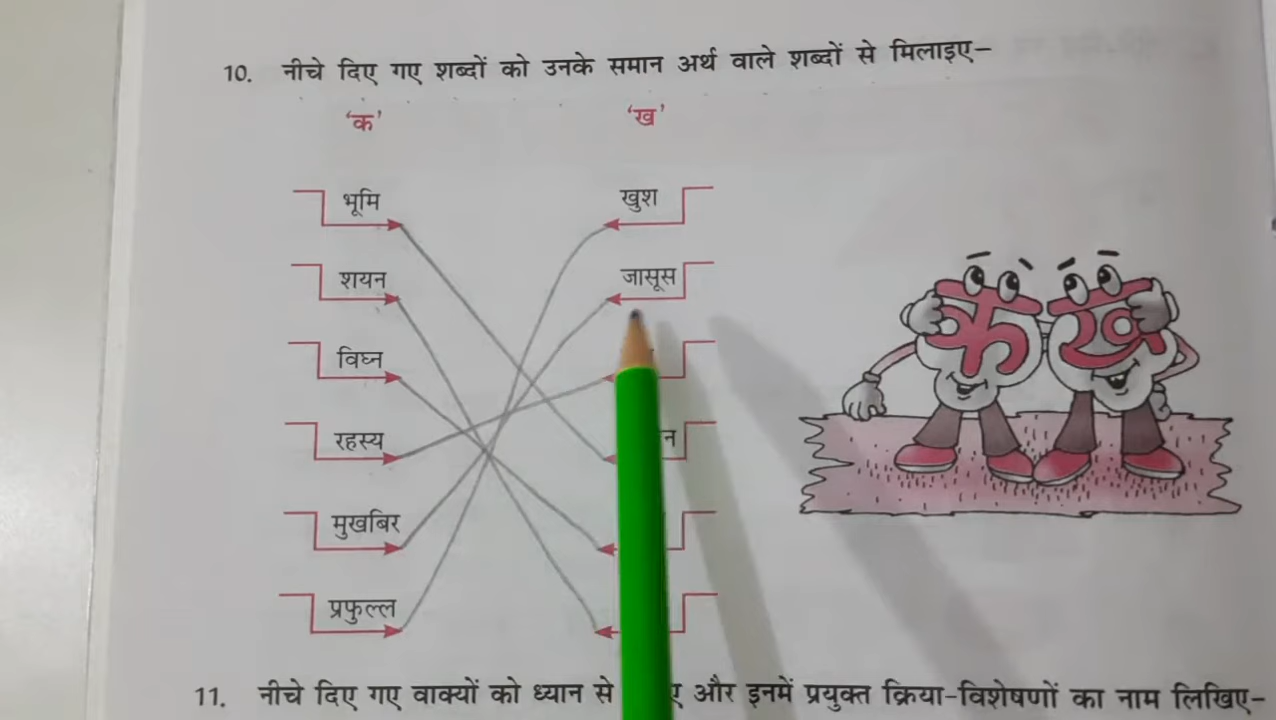 10. नीचे दिए गए शब्दों को उनके समान अर्थ वाले शब्दों से मिलाइए–
‘क’ ‘ख’
भूमि खुश
शयन जासूस
विघ्न
रहस्य
मुखबिर
प्रफुल्ल
क ख
11. नीचे दिए गए वाक्यों को ध्यान से और इनमें प्रयुक्त क्रिया-विशेषणों का नाम लिखिए–